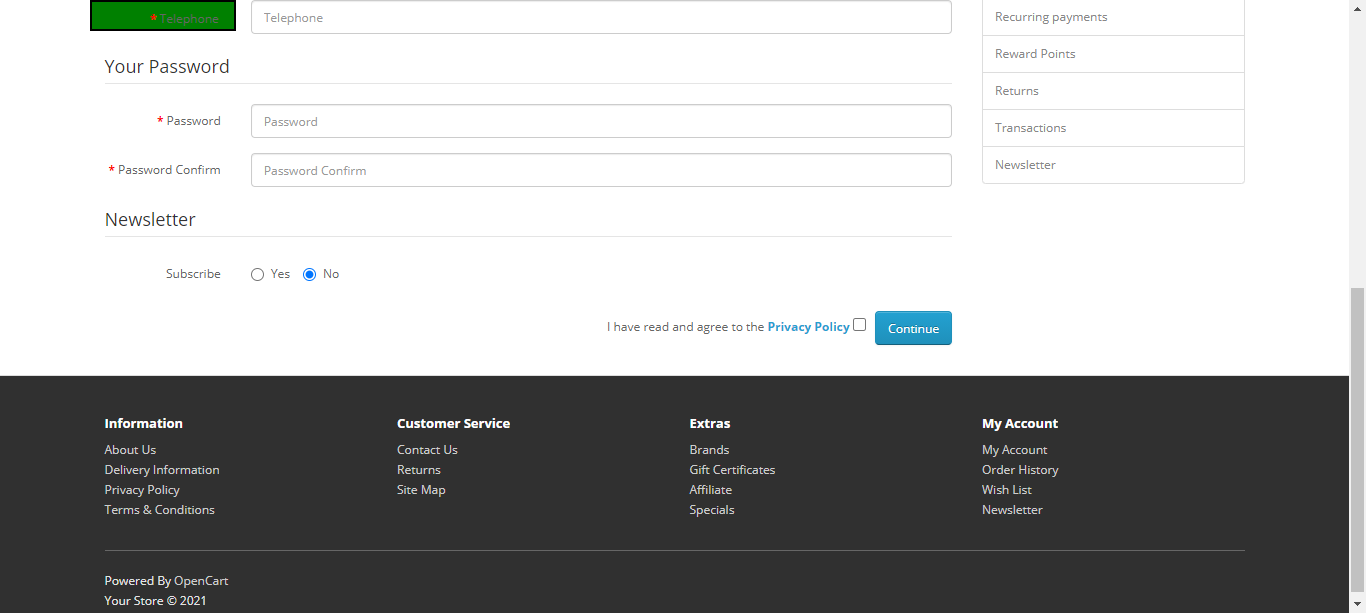 * Telephone
Telephone
Your Password
* Password
Password
* Password Confirm
Password Confirm
Newsletter
Subscribe
Yes
No
I have read and agree to the Privacy Policy
Continue
Recurring payments
Reward Points
Returns
Transactions
Newsletter
Information
About Us
Delivery Information
Privacy Policy
Terms & Conditions
Customer Service
Contact Us
Returns
Site Map
Extras
Brands
Gift Certificates
Affiliate
Specials
My Account
My Account
Order History
Wish List
Newsletter
Powered By OpenCart
Your Store © 2021